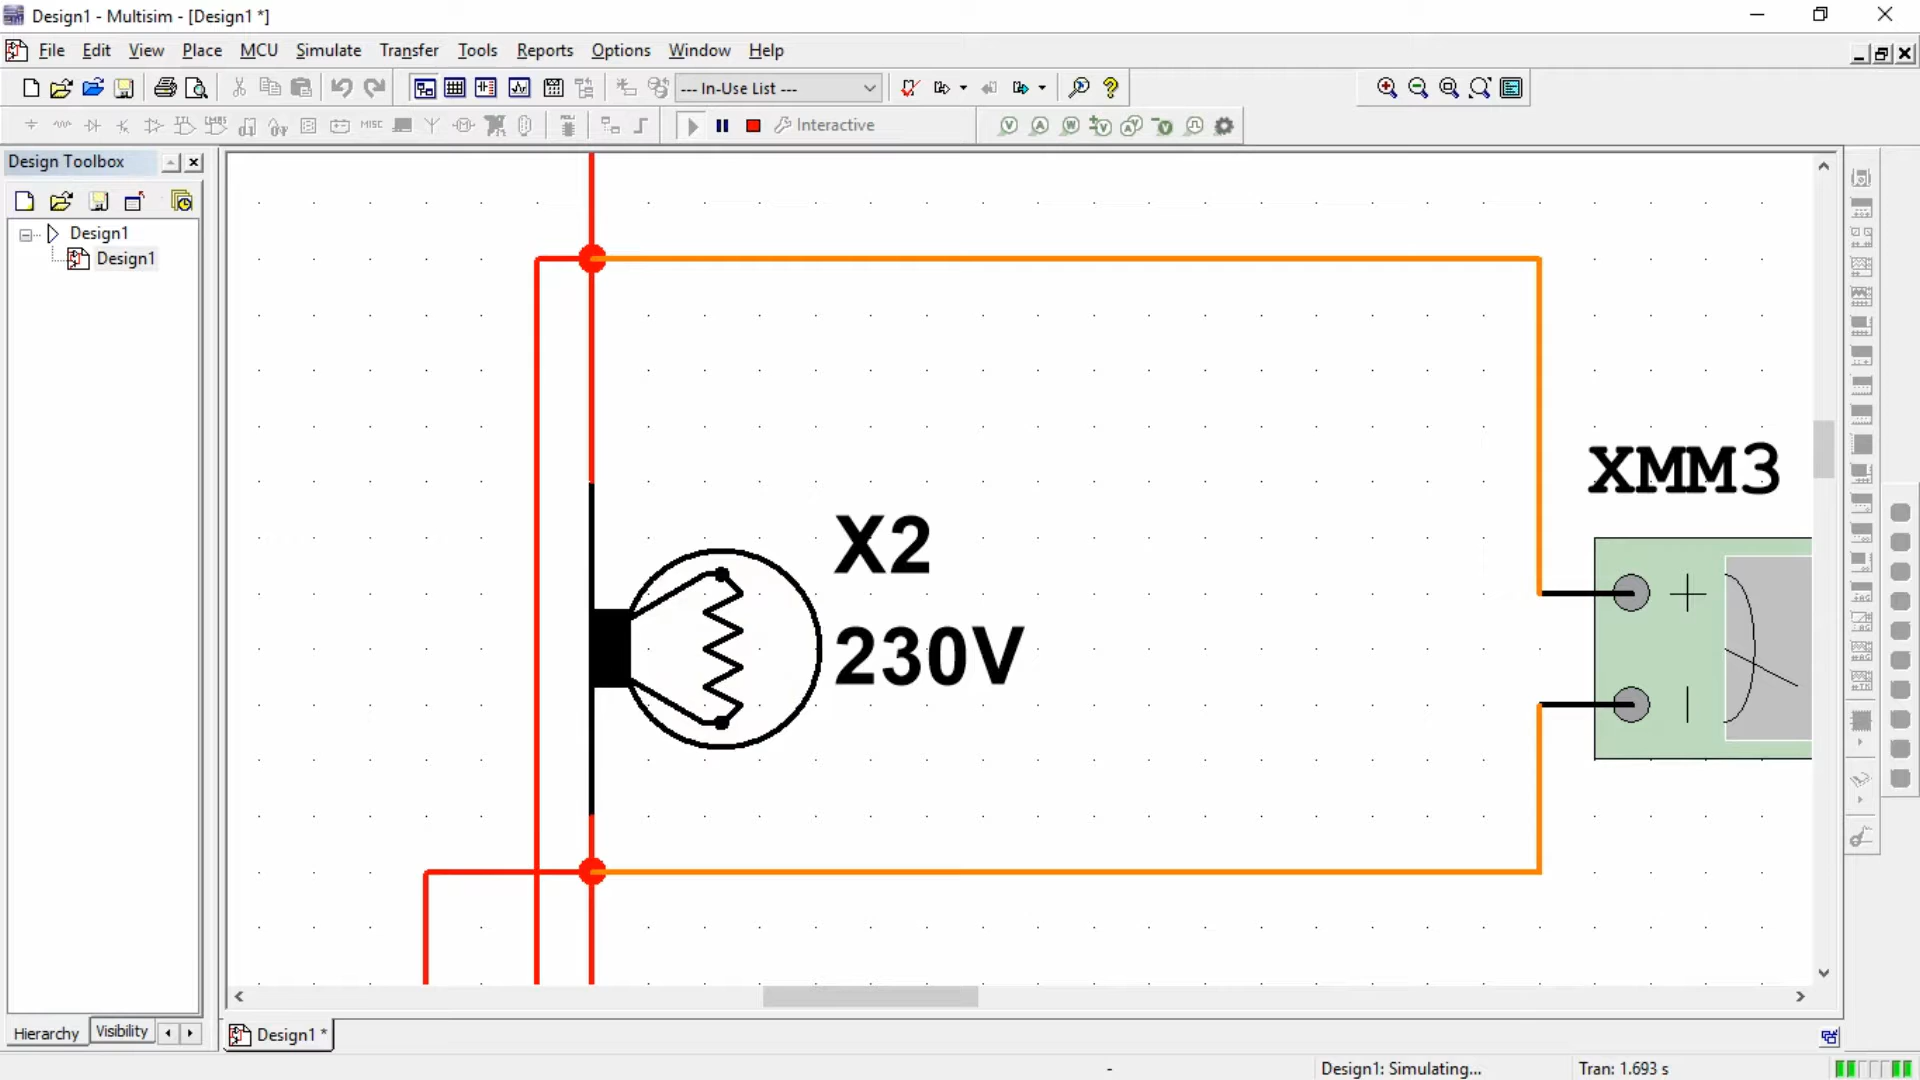 Design1 - Multisim - [Design1 *]
File Edit View Place MCU Simulate Transfer Tools Reports Options Window Help
--- In-Use List ---
MISC Interactive
Design Toolbox
Design1
Design1
XMM3
X2
230V
Hierarchy Visibility
Design1 *
- Design1: Simulating... Tran: 1.693 s